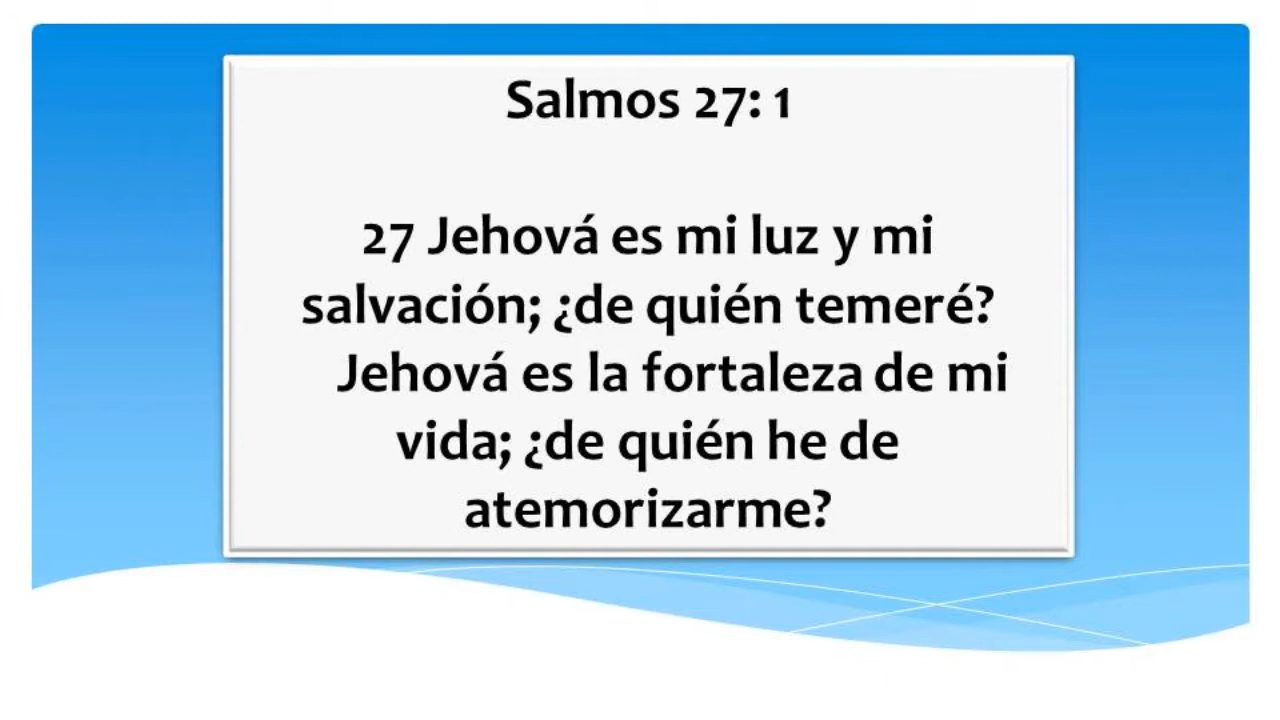 Salmos 27: 1
27 Jehová es mi luz y mi
salvación; ¿de quién temeré?
Jehová es la fortaleza de mi
vida; ¿de quién he de
atemorizarme?